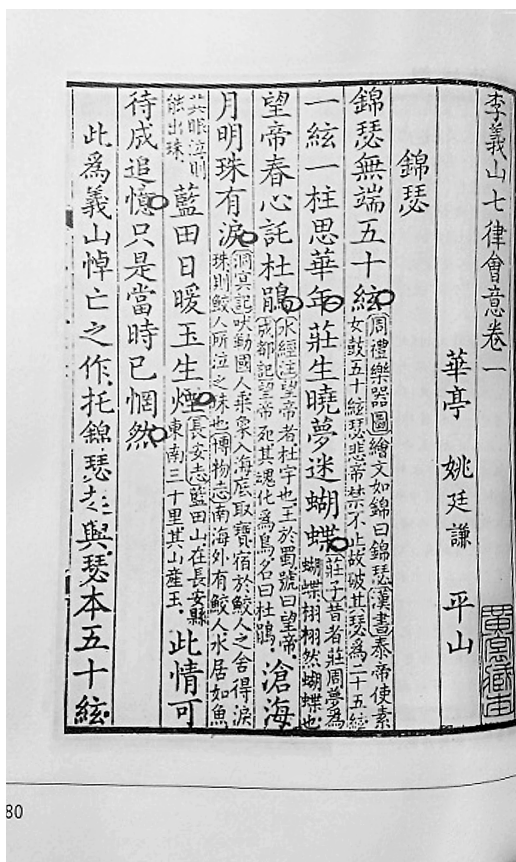 李義山七律會意卷一
華亭 姚廷謙 平山
黃裳藏本
錦瑟
錦瑟無端五十絃
周禮樂器圖繪文如錦曰錦瑟漢書泰帝使素
女鼓五十絃瑟悲帝禁不止故破其瑟爲二十五絃
一絃一柱思華年莊生曉夢迷蝴蝶
莊子昔者莊周夢爲
蝴蝶栩栩然蝴蝶也
望帝春心託杜鵑
水經注望帝者杜宇也王於蜀號曰望帝。
成都記望帝死其魂化爲鳥名曰杜鵑。
滄海
月明珠有淚
洞冥記吠勒國人乘象入海底取寶宿於鮫人之舍得淚
珠則鮫人所泣之珠也博物志南海外有鮫人水居如魚
其眼泣則
能出珠
藍田日暖玉生煙
長安志藍田山在長安縣
東南三十里其山産玉。
此情可
待成追憶只是當時已惘然
此爲義山悼亡之作。托錦瑟起興。瑟本五十絃。
80